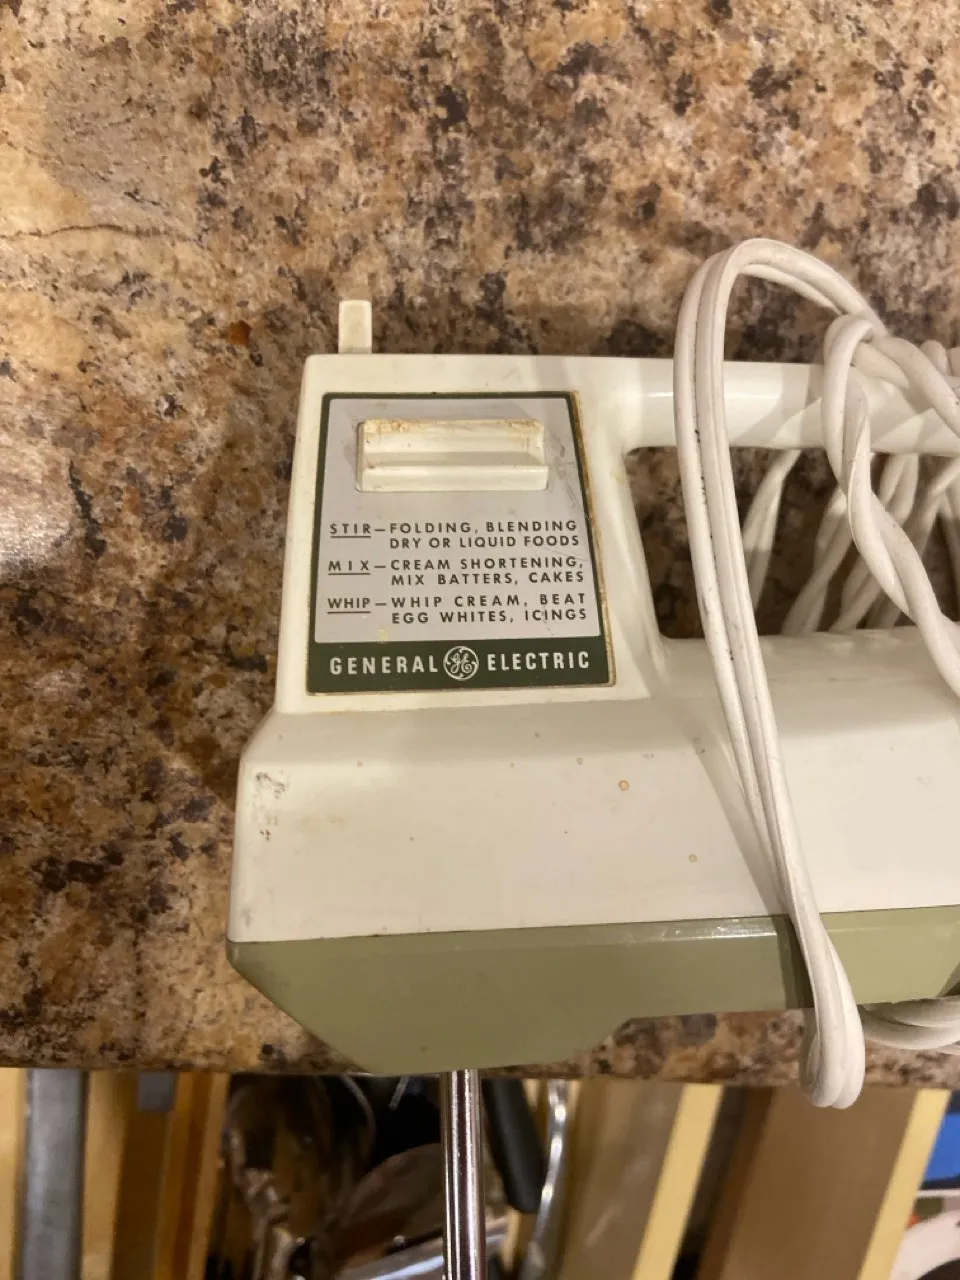 STIR—FOLDING, BLENDING
DRY OR LIQUID FOODS
MIX—CREAM SHORTENING,
MIX BATTERS, CAKES
WHIP—WHIP CREAM, BEAT
EGG WHITES, ICINGS
GENERAL GE ELECTRIC